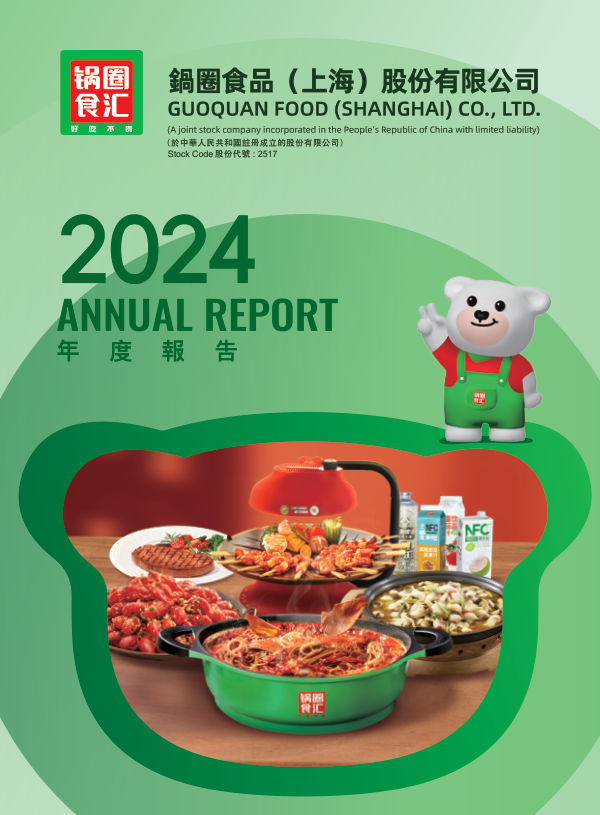 锅圈
食汇
好吃不贵
鍋圈食品（上海）股份有限公司
GUOQUAN FOOD (SHANGHAI) CO., LTD.
(A joint stock company incorporated in the People's Republic of China with limited liability)
（於中華人民共和國註冊成立的股份有限公司）
Stock Code 股份代號 : 2517
2024
ANNUAL REPORT
年度報告
锅圈
食汇
NFC
NFC
锅圈
食汇